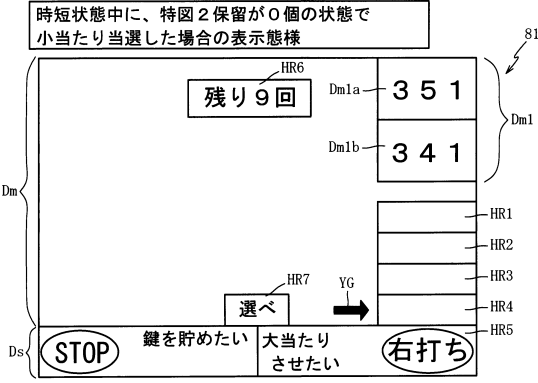 時短状態中に、特図２保留が０個の状態で
小当たり当選した場合の表示態様
81
HR6
残り９回
Dm1a
３５１
Dm1
Dm1b
３４１
Dm
HR1
HR2
HR3
HR7
YG
HR4
選べ
HR5
Ds
STOP
鍵を貯めたい
大当たり
させたい
右打ち